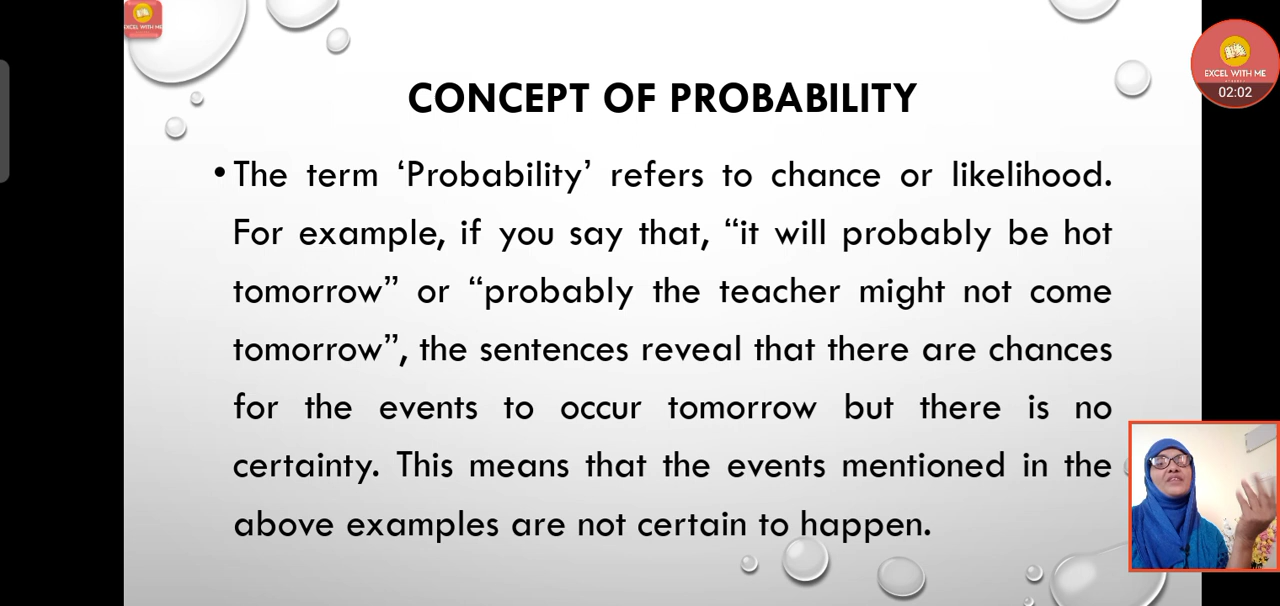 EXCEL WITH ME
CONCEPT OF PROBABILITY
EXCEL WITH ME
02:02
• The term ‘Probability’ refers to chance or likelihood.
For example, if you say that, “it will probably be hot
tomorrow” or “probably the teacher might not come
tomorrow”, the sentences reveal that there are chances
for the events to occur tomorrow but there is no
certainty. This means that the events mentioned in the
above examples are not certain to happen.